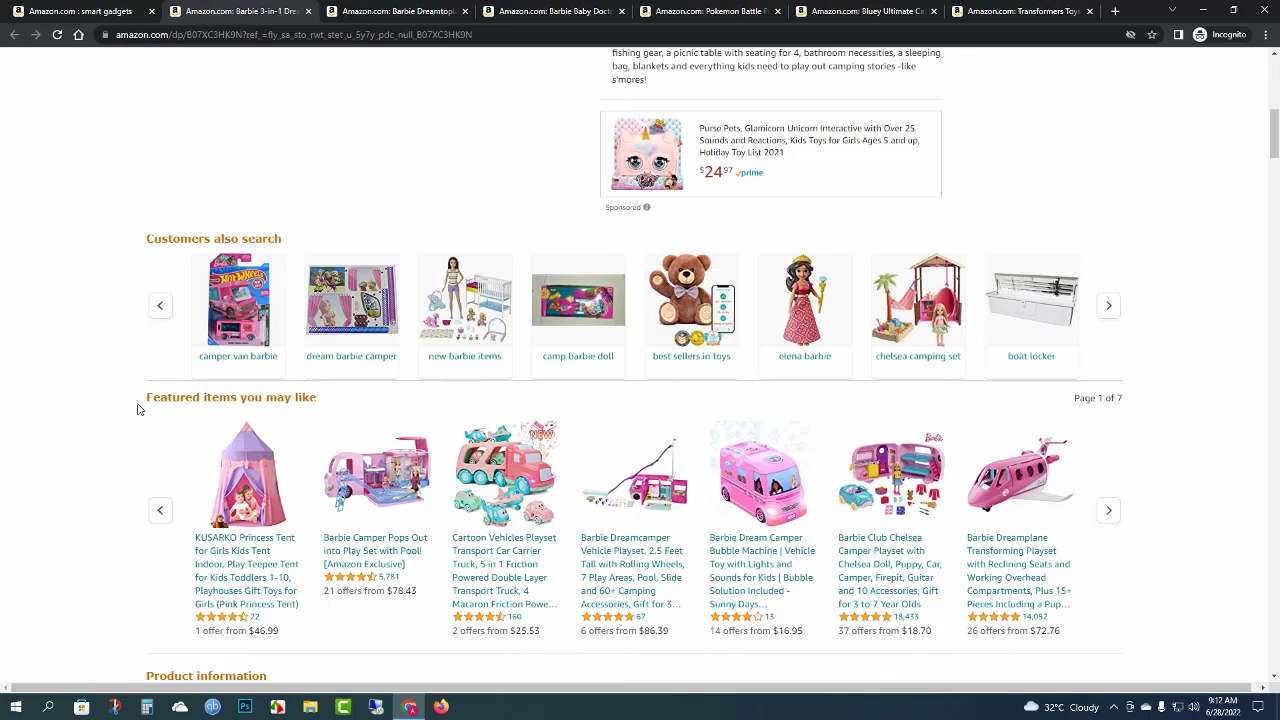 Amazon.com: smart gadgets
Amazon.com: Barbie 3-in-1 Drea
Amazon.com: Barbie Dreamtopia
Amazon.com: Barbie Baby Docto
Amazon.com: Pokemon Battle Fi
Amazon.com: Bluey Ultimate Ca
Amazon.com: Transformers Toys
amazon.com/dp/B07XC3HK9N?ref_=fly_sa_sto_rwt_stet_u_5y7y_pdc_null_B07XC3HK9N
Incognito
fishing gear, a picnic table with seating for 4, bathroom necessities, a sleeping
bag, blankets and everything kids need to play out camping stories -like
s'mores!
Purse Pets, Glamicorn Unicorn Interactive with Over 25
Sounds and Reactions, Kids Toys for Girls Ages 5 and up,
Holiday Toy List 2021
$24.97 prime
Sponsored
Customers also search
camper van barbie
dream barbie camper
new barbie items
camp barbie doll
best sellers in toys
elena barbie
chelsea camping set
boat locker
Featured items you may like
Page 1 of 7
KUSARKO Princess Tent
for Girls Kids Tent
Indoor, Play Teepee Tent
for Kids Toddlers 1-10,
Playhouses Gift Toys for
Girls (Pink Princess Tent)
22
1 offer from $46.99
Barbie Camper Pops Out
into Play Set with Pool!
[Amazon Exclusive]
5,781
21 offers from $78.43
NEW
Cartoon Vehicles Playset
Transport Car Carrier
Truck, 5 in 1 Friction
Powered Double Layer
Transport Truck, 4
Macaron Friction Powe...
160
2 offers from $25.53
Barbie Dreamcamper
Vehicle Playset, 2.5 Feet
Tall with Rolling Wheels,
7 Play Areas, Pool, Slide
and 60+ Camping
Accessories, Gift for 3...
67
6 offers from $86.39
Barbie Dream Camper
Bubble Machine | Vehicle
Toy with Lights and
Sounds for Kids | Bubble
Solution Included -
Sunny Days...
13
14 offers from $16.95
Barbie
Barbie Club Chelsea
Camper Playset with
Chelsea Doll, Puppy, Car,
Camper, Firepit, Guitar
and 10 Accessories, Gift
for 3 to 7 Year Olds
18,433
37 offers from $18.70
Barbie Dreamplane
Transforming Playset
with Reclining Seats and
Working Overhead
Compartments, Plus 15+
Pieces Including a Pup...
14,052
26 offers from $72.76
Product information
32°C Cloudy
9:12 AM
6/28/2022